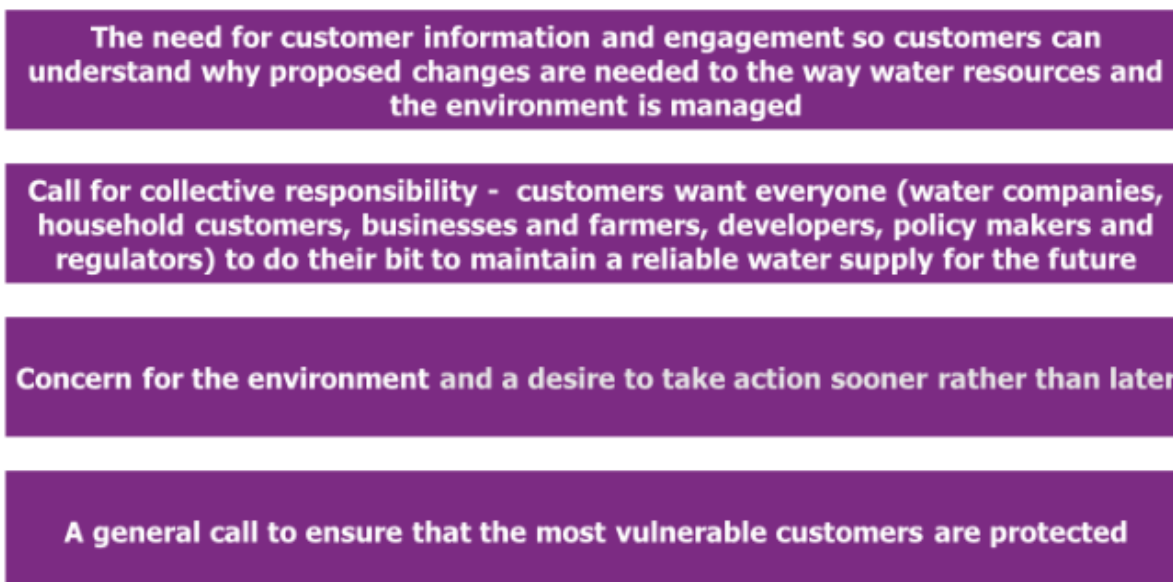 The need for customer information and engagement so customers can
understand why proposed changes are needed to the way water resources and
the environment is managed
Call for collective responsibility -  customers want everyone (water companies,
household customers, businesses and farmers, developers, policy makers and
regulators) to do their bit to maintain a reliable water supply for the future
Concern for the environment and a desire to take action sooner rather than later
A general call to ensure that the most vulnerable customers are protected